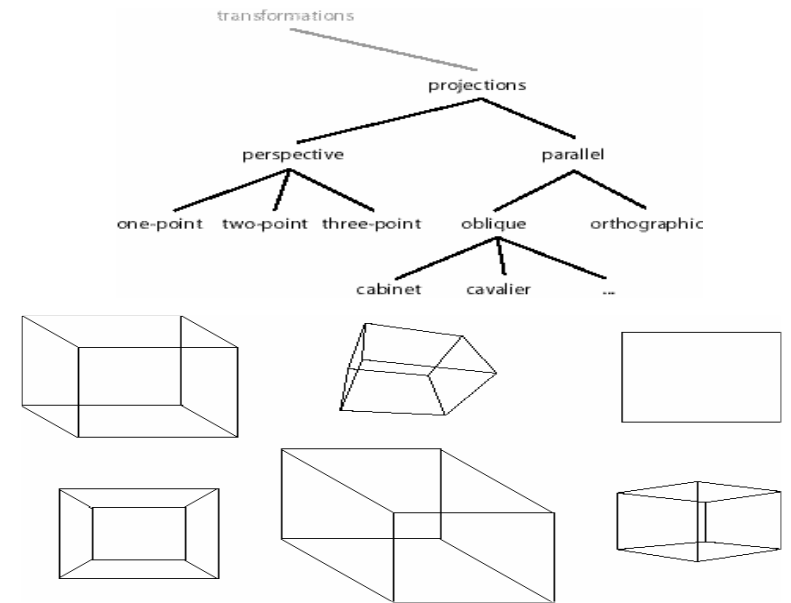 transformations
projections
perspective parallel
one-point two-point three-point oblique orthographic
cabinet cavalier ...